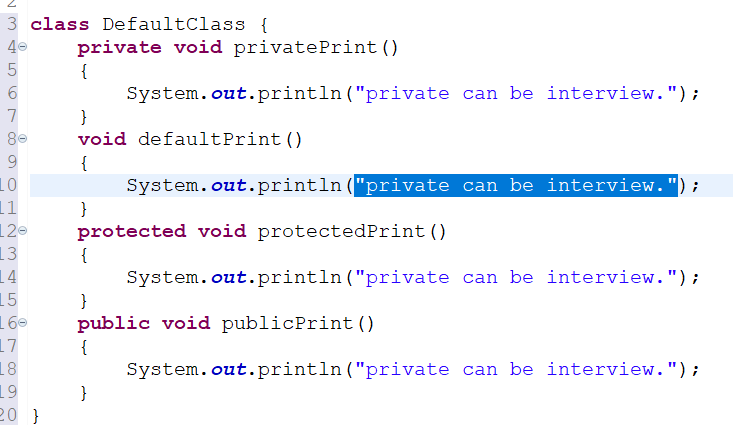 2
3 class DefaultClass {
4 private void privatePrint()
5 {
6 System.out.println("private can be interview.");
7 }
8 void defaultPrint()
9 {
10 System.out.println("private can be interview.");
11 }
12 protected void protectedPrint()
13 {
14 System.out.println("private can be interview.");
15 }
16 public void publicPrint()
17 {
18 System.out.println("private can be interview.");
19 }
20 }